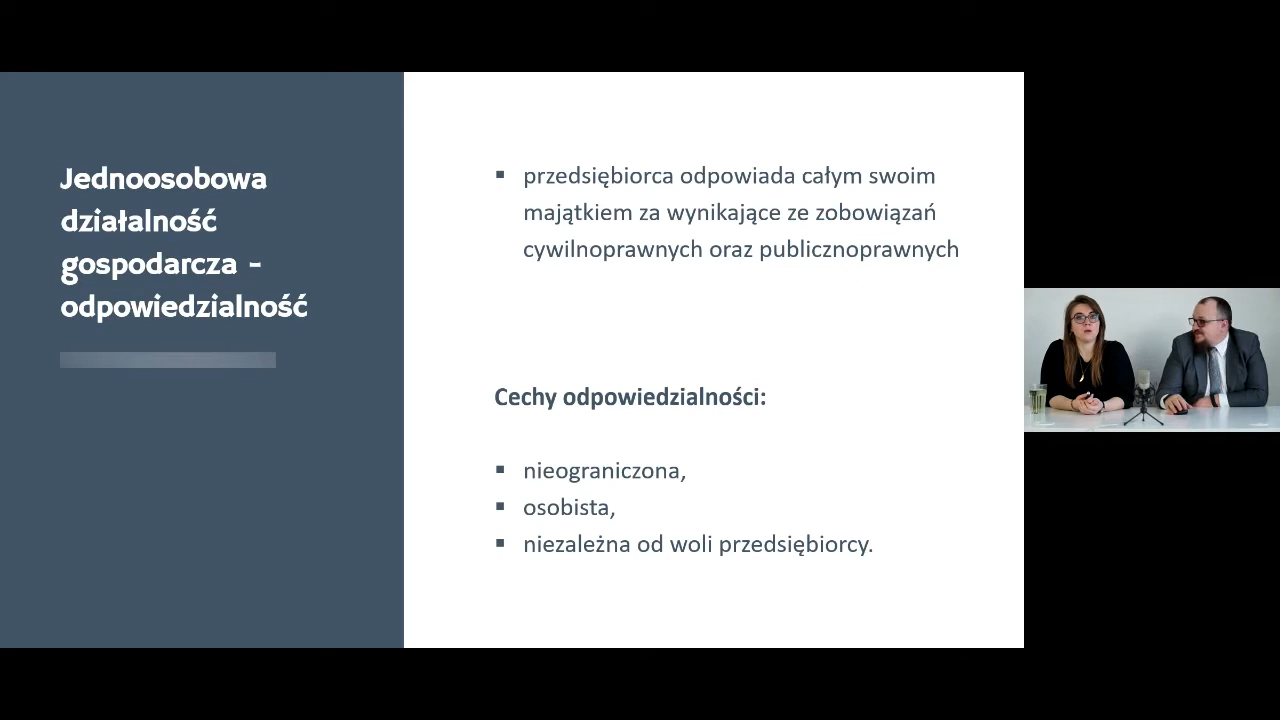 Jednoosobowa
działalność
gospodarcza -
odpowiedzialność
▪ przedsiębiorca odpowiada całym swoim
majątkiem za wynikające ze zobowiązań
cywilnoprawnych oraz publicznoprawnych
Cechy odpowiedzialności:
▪ nieograniczona,
▪ osobista,
▪ niezależna od woli przedsiębiorcy.